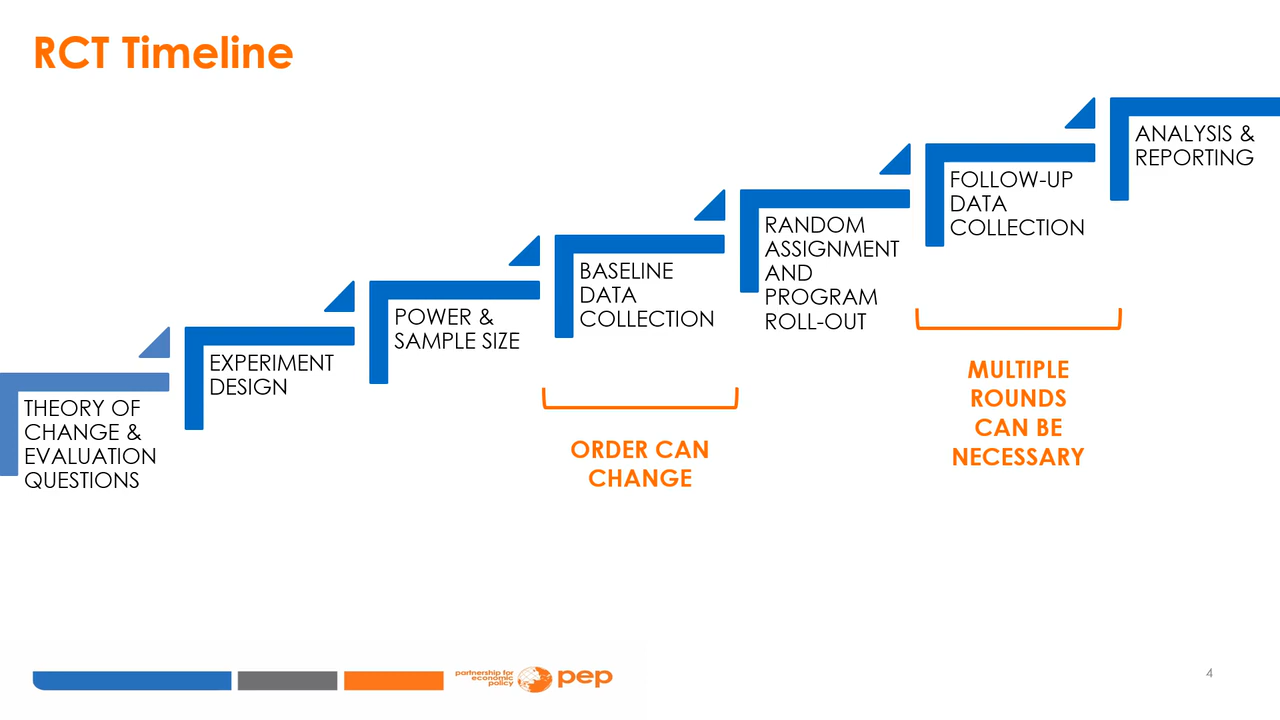 RCT Timeline
THEORY OF
CHANGE &
EVALUATION
QUESTIONS
EXPERIMENT
DESIGN
POWER &
SAMPLE SIZE
BASELINE
DATA
COLLECTION
RANDOM
ASSIGNMENT
AND
PROGRAM
ROLL-OUT
FOLLOW-UP
DATA
COLLECTION
ANALYSIS &
REPORTING
ORDER CAN
CHANGE
MULTIPLE
ROUNDS
CAN BE
NECESSARY
partnership for
economic
policy
pep
4